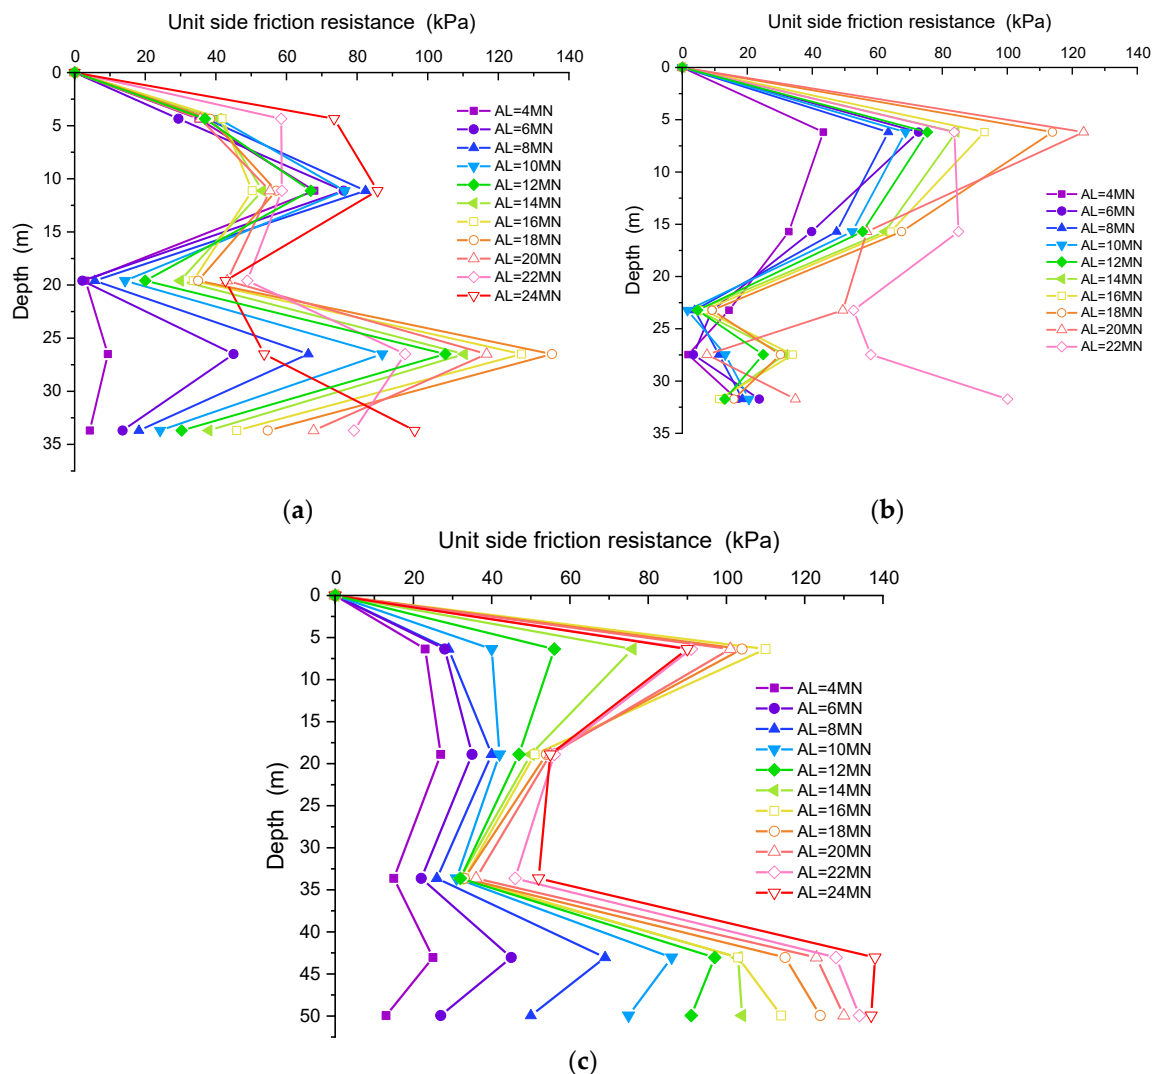 Unit side friction resistance (kPa)
0 20 40 60 80 100 120 140
0
5
10
15
20
25
30
35
Depth (m)
AL=4MN
AL=6MN
AL=8MN
AL=10MN
AL=12MN
AL=14MN
AL=16MN
AL=18MN
AL=20MN
AL=22MN
AL=24MN
(a)
Unit side friction resistance (kPa)
0 20 40 60 80 100 120 140
0
5
10
15
20
25
30
35
Depth (m)
AL=4MN
AL=6MN
AL=8MN
AL=10MN
AL=12MN
AL=14MN
AL=16MN
AL=18MN
AL=20MN
AL=22MN
(b)
Unit side friction resistance (kPa)
0 20 40 60 80 100 120 140
0
5
10
15
20
25
30
35
40
45
50
Depth (m)
AL=4MN
AL=6MN
AL=8MN
AL=10MN
AL=12MN
AL=14MN
AL=16MN
AL=18MN
AL=20MN
AL=22MN
AL=24MN
(c)